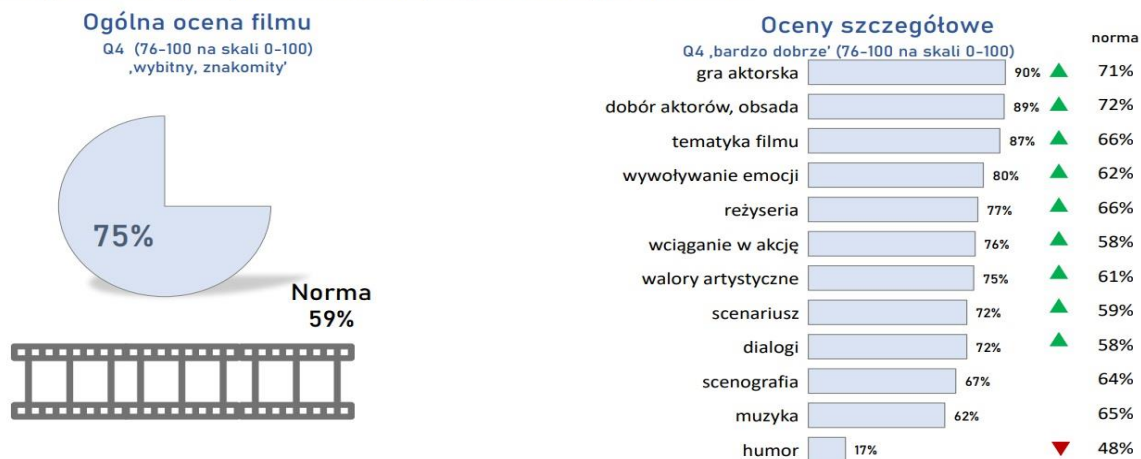 Ogólna ocena filmu
Q4 (76-100 na skali 0-100)
‚wybitny, znakomity’
75%
Norma
59%
Oceny szczegółowe
Q4 ‚bardzo dobrze’ (76-100 na skali 0-100)
norma
gra aktorska 90% 71%
dobór aktorów, obsada 89% 72%
tematyka filmu 87% 66%
wywoływanie emocji 80% 62%
reżyseria 77% 66%
wciąganie w akcję 76% 58%
walory artystyczne 75% 61%
scenariusz 72% 59%
dialogi 72% 58%
scenografia 67% 64%
muzyka 62% 65%
humor 17% 48%